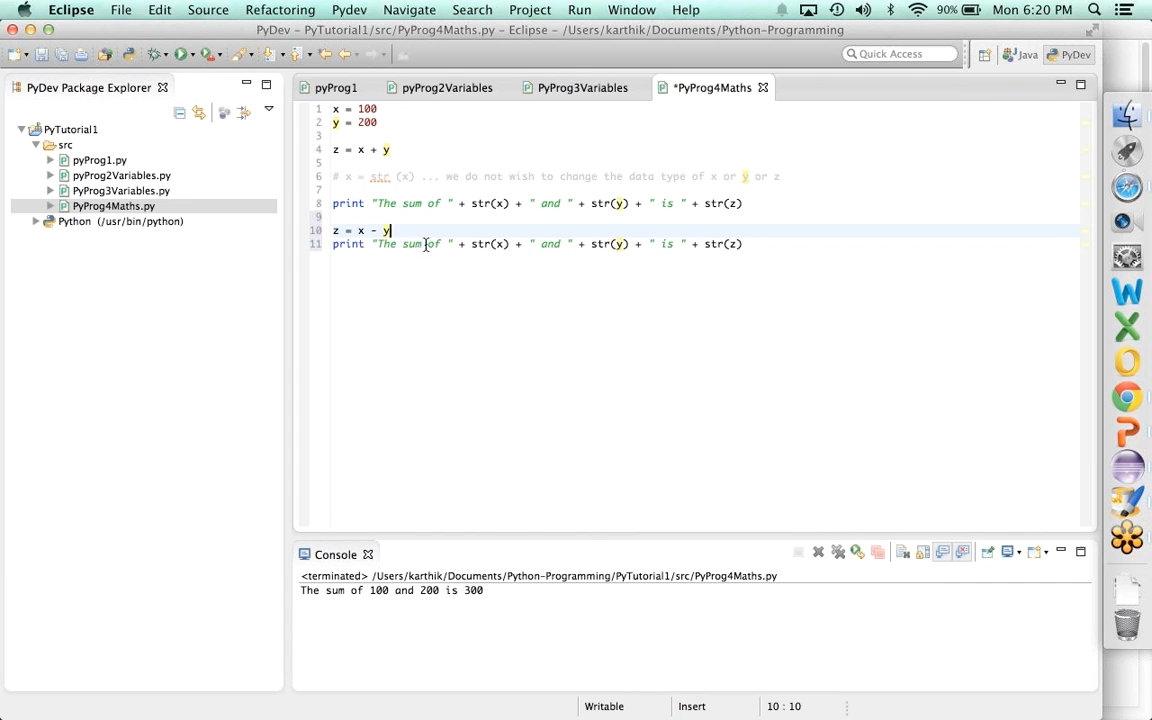 Eclipse File Edit Source Refactoring Pydev Navigate Search Project Run Window Help 90% Mon 6:20 PM
PyDev - PyTutorial1/src/PyProg4Maths.py - Eclipse - /Users/karthik/Documents/Python-Programming
Quick Access Java PyDev
PyDev Package Explorer
pyProg1 pyProg2Variables PyProg3Variables *PyProg4Maths
PyTutorial1
src
pyProg1.py
pyProg2Variables.py
PyProg3Variables.py
PyProg4Maths.py
Python (/usr/bin/python)
1 x = 100
2 y = 200
3
4 z = x + y
5
6 # x = str (x) ... we do not wish to change the data type of x or y or z
7
8 print "The sum of " + str(x) + " and " + str(y) + " is " + str(z)
9
10 z = x - y
11 print "The sum of " + str(x) + " and " + str(y) + " is " + str(z)
Console
<terminated> /Users/karthik/Documents/Python-Programming/PyTutorial1/src/PyProg4Maths.py
The sum of 100 and 200 is 300
Writable Insert 10 : 10